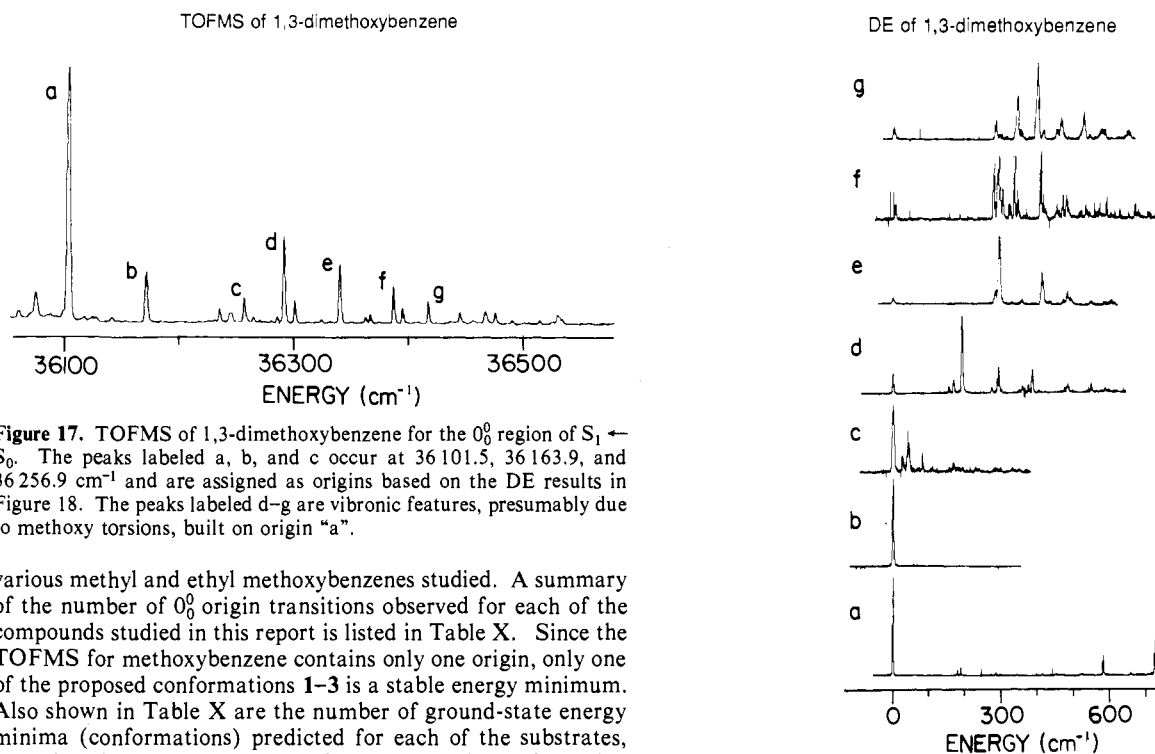 TOFMS of 1,3-dimethoxybenzene
a
b
c
d
e
f
g
36100
36300
36500
ENERGY (cm⁻¹)
Figure 17. TOFMS of 1,3-dimethoxybenzene for the 0⁰₀ region of S₁ ←
S₀. The peaks labeled a, b, and c occur at 36 101.5, 36 163.9, and
36 256.9 cm⁻¹ and are assigned as origins based on the DE results in
Figure 18. The peaks labeled d–g are vibronic features, presumably due
to methoxy torsions, built on origin “a”.
various methyl and ethyl methoxybenzenes studied. A summary
of the number of 0⁰₀ origin transitions observed for each of the
compounds studied in this report is listed in Table X. Since the
TOFMS for methoxybenzene contains only one origin, only one
of the proposed conformations 1–3 is a stable energy minimum.
Also shown in Table X are the number of ground-state energy
minima (conformations) predicted for each of the substrates,
DE of 1,3-dimethoxybenzene
g
f
e
d
c
b
a
0
300
600
ENERGY (cm⁻¹)